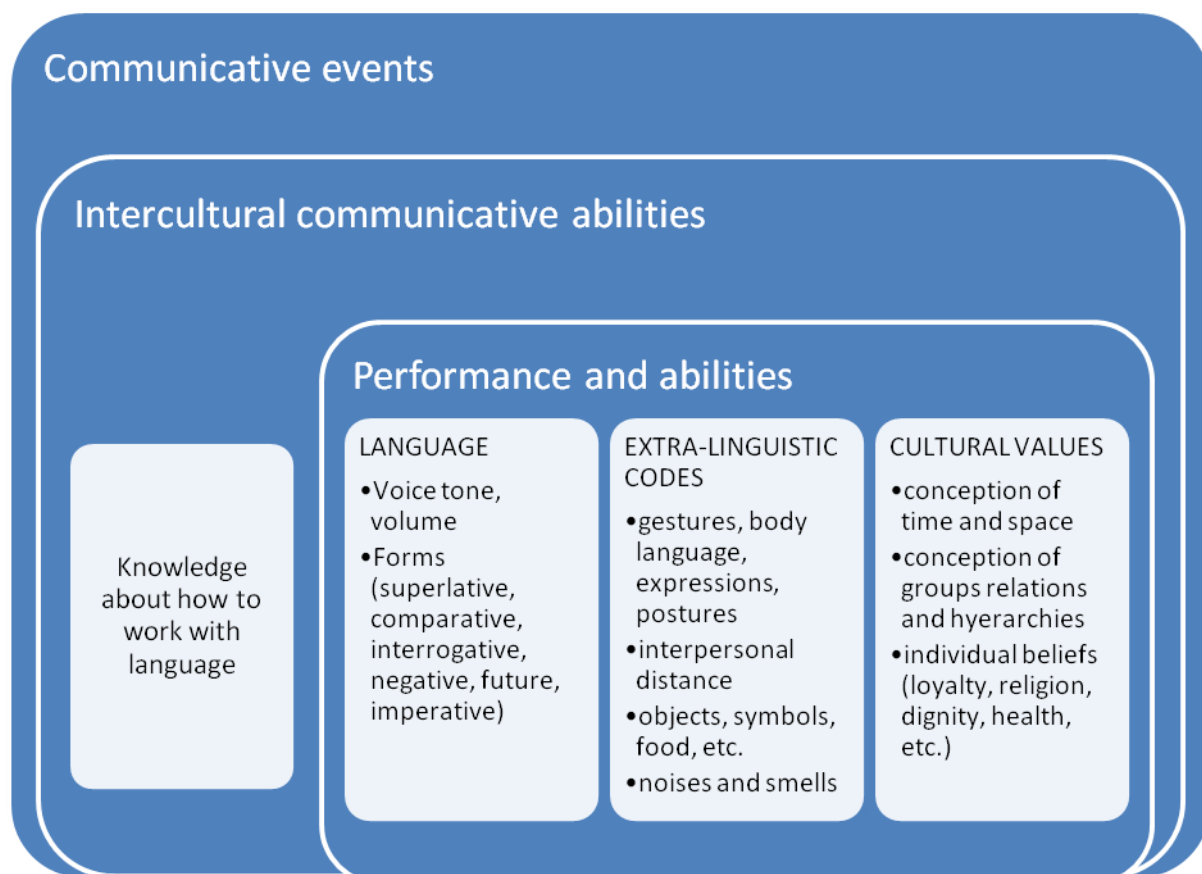 Communicative events
Intercultural communicative abilities
Performance and abilities
Knowledge
about how to
work with
language
LANGUAGE
•Voice tone,
volume
•Forms
(superlative,
comparative,
interrogative,
negative, future,
imperative)
EXTRA-LINGUISTIC
CODES
•gestures, body
language,
expressions,
postures
•interpersonal
distance
•objects, symbols,
food, etc.
•noises and smells
CULTURAL VALUES
•conception of
time and space
•conception of
groups relations
and hyerarchies
•individual beliefs
(loyalty, religion,
dignity, health,
etc.)